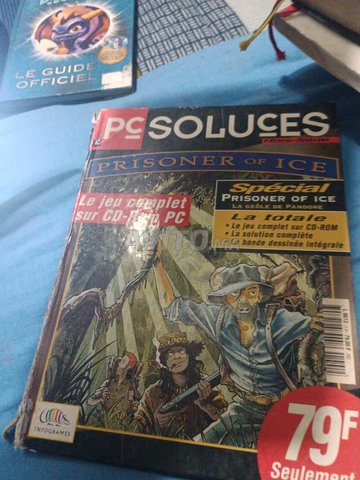 LE GUIDE
OFFICIEL
PC SOLUCES
Hors-Série
PRISONER OF ICE
Le jeu complet
sur CD-Rom PC
Spécial
PRISONER OF ICE
LA GEÔLE DE PANDORE
La totale
• Le jeu complet sur CD-ROM
• La solution complète
• La bande dessinée intégrale
INFOGRAMES
79F
Seulement